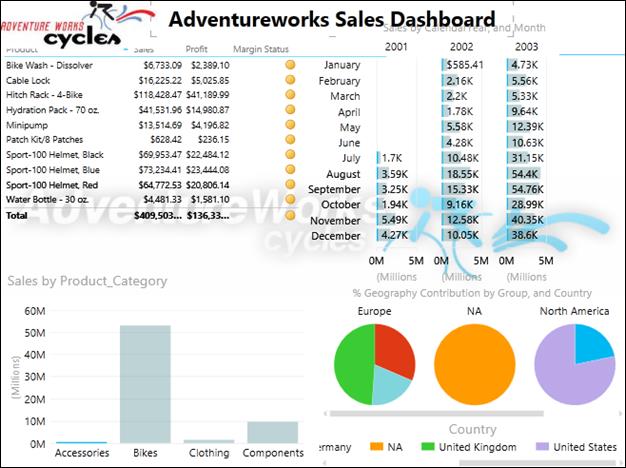 ADVENTURE WORKS
cycles
Adventureworks Sales Dashboard
Product Sales Profit Margin Status
Bike Wash - Dissolver $6,733.09 $2,389.10
Cable Lock $16,225.22 $5,025.85
Hitch Rack - 4-Bike $118,428.47 $41,189.99
Hydration Pack - 70 oz. $41,531.96 $14,980.87
Minipump $13,514.69 $4,196.82
Patch Kit/8 Patches $628.42 $236.15
Sport-100 Helmet, Black $69,953.47 $22,484.12
Sport-100 Helmet, Blue $73,234.41 $23,444.08
Sport-100 Helmet, Red $64,772.53 $20,806.14
Water Bottle - 30 oz. $4,481.33 $1,581.10
Total $409,503... $136,33...
Sales by Calendar Year, and Month
2001 2002 2003
January $585.41 4.73K
February 2.16K 5.56K
March 2.2K 5.33K
April 1.78K 9.64K
May 5.58K 12.39K
June 4.28K 10.63K
July 1.7K 10.48K 31.15K
August 3.59K 18.55K 54.4K
September 3.25K 15.33K 54.76K
October 1.94K 9.16K 28.99K
November 5.49K 12.58K 40.35K
December 4.27K 10.05K 38.6K
0M 5M 0M 5M 0M 5M
(Millions (Millions (Millions
AdventureWorks
cycles
Sales by Product_Category
60M
50M
40M
30M
20M
10M
0M
(Millions)
Accessories Bikes Clothing Components
% Geography Contribution by Group, and Country
Europe NA North America
Country
ermany NA United Kingdom United States